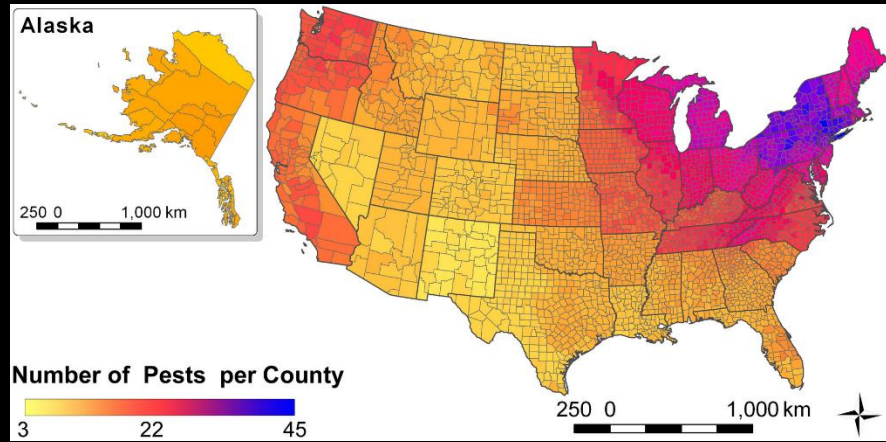 Alaska
250 0 1,000 km
Number of Pests per County
3 22 45
250 0 1,000 km